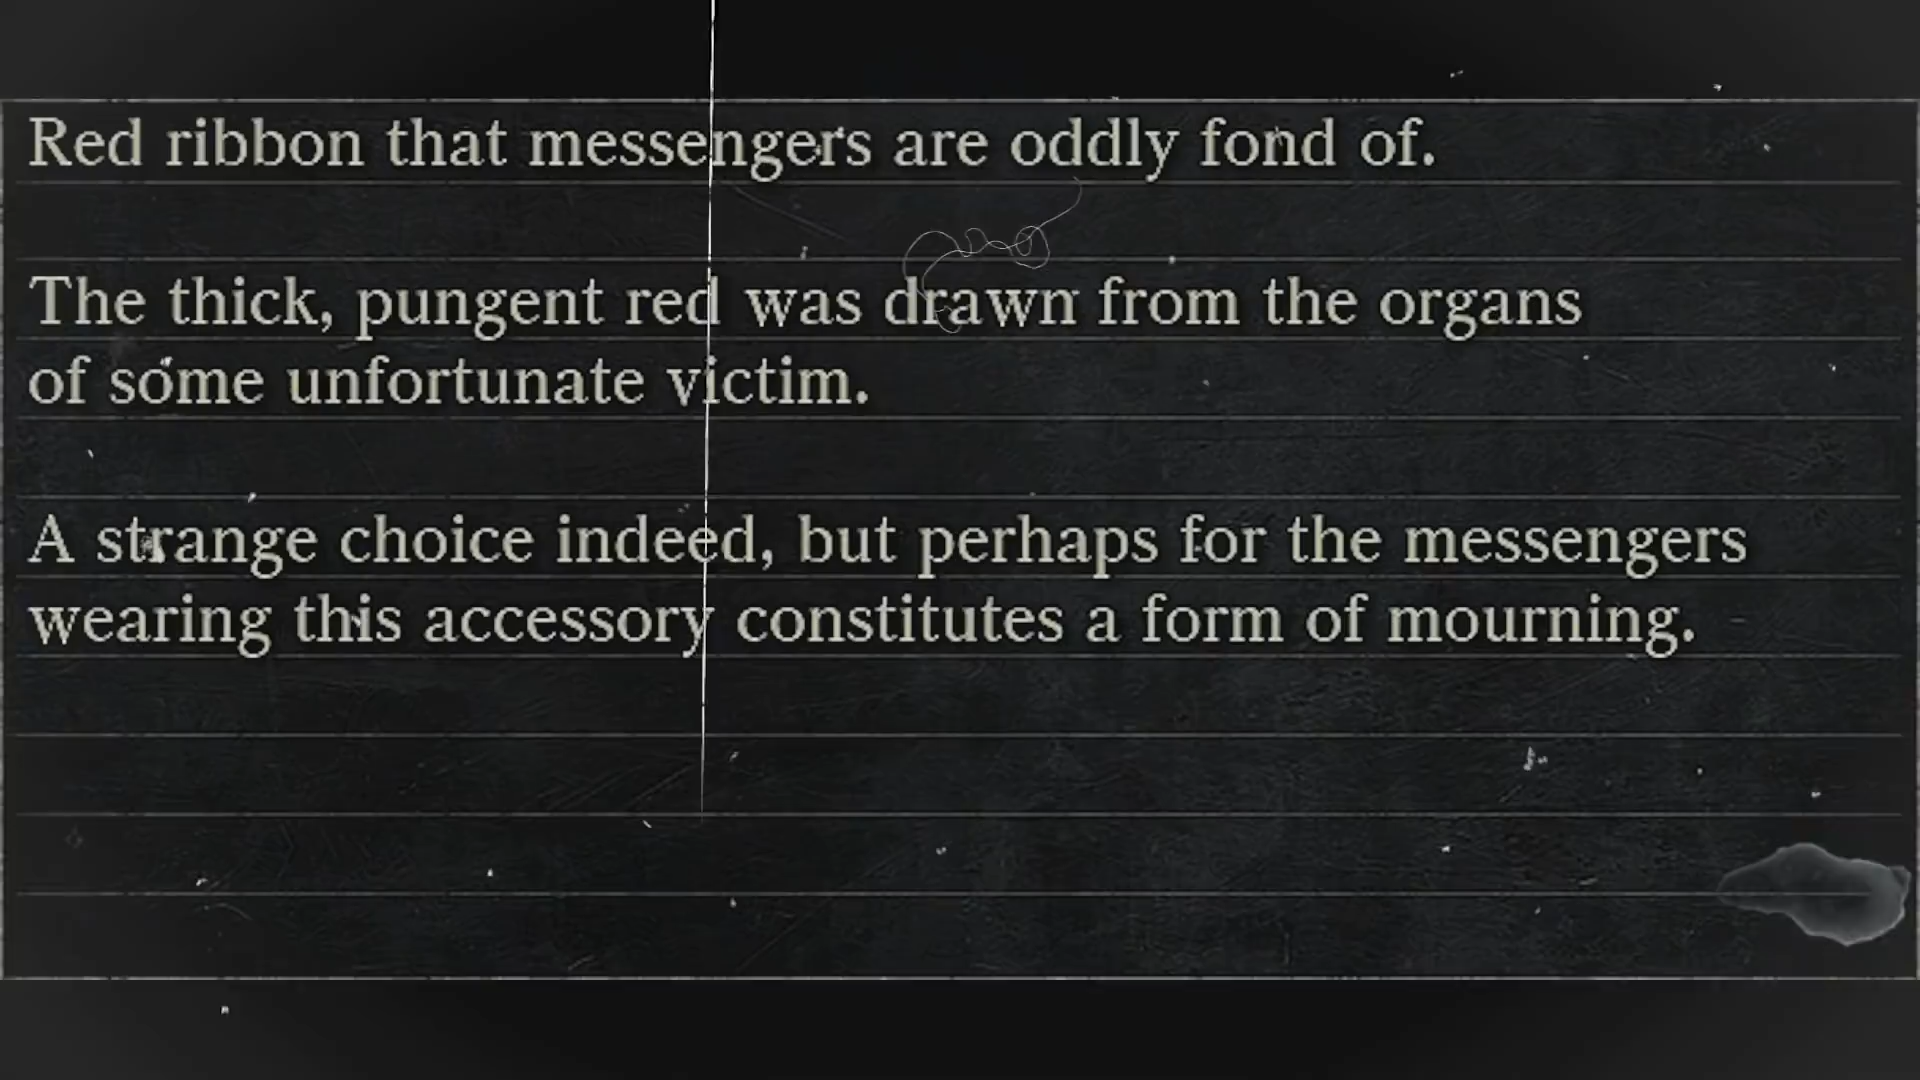 Red ribbon that messengers are oddly fond of.
The thick, pungent red was drawn from the organs
of some unfortunate victim.
A strange choice indeed, but perhaps for the messengers
wearing this accessory constitutes a form of mourning.